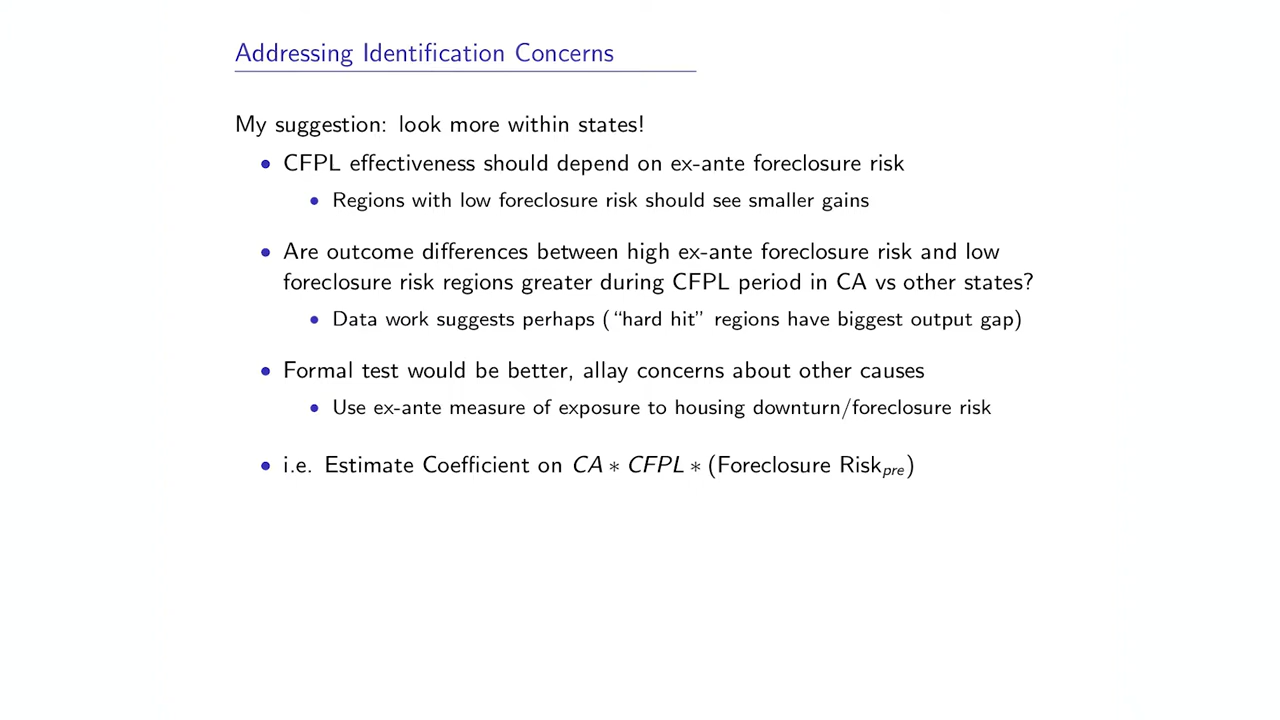 Addressing Identification Concerns
My suggestion: look more within states!
• CFPL effectiveness should depend on ex-ante foreclosure risk
• Regions with low foreclosure risk should see smaller gains
• Are outcome differences between high ex-ante foreclosure risk and low
foreclosure risk regions greater during CFPL period in CA vs other states?
• Data work suggests perhaps (“hard hit” regions have biggest output gap)
• Formal test would be better, allay concerns about other causes
• Use ex-ante measure of exposure to housing downturn/foreclosure risk
• i.e. Estimate Coefficient on CA ∗ CFPL ∗ (Foreclosure Risk_pre)